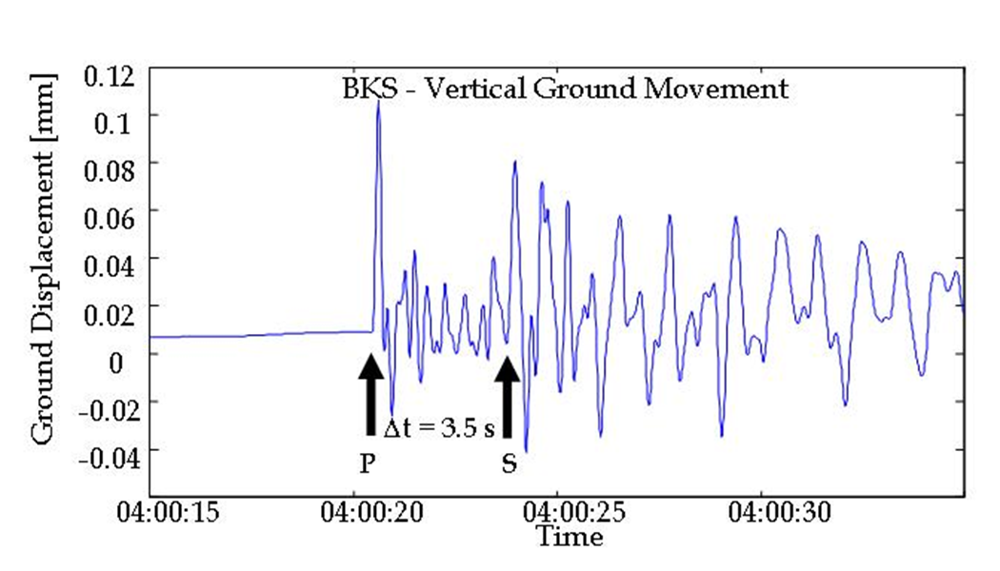 BKS - Vertical Ground Movement
Ground Displacement [mm]
0.12
0.1
0.08
0.06
0.04
0.02
0
-0.02
-0.04
Δt = 3.5 s
P
S
04:00:15
04:00:20
04:00:25
04:00:30
Time